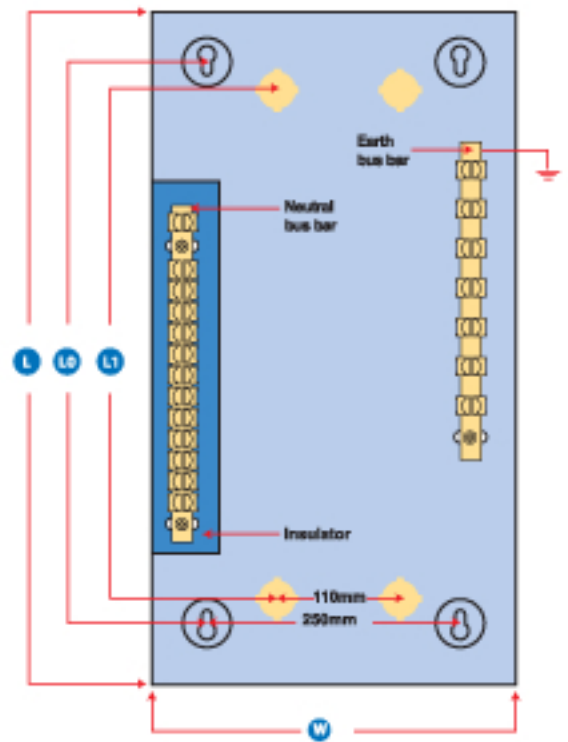 Earth
bus bar
Neutral
bus bar
L
L0
L1
Insulator
110mm
250mm
W